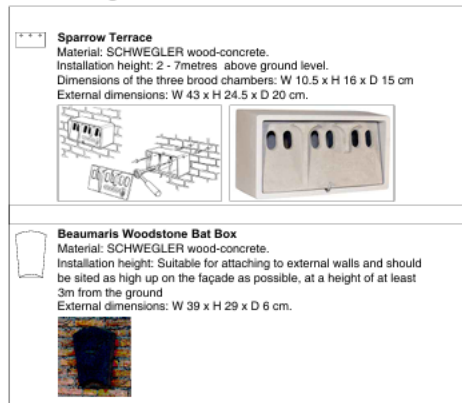 Sparrow Terrace
Material: SCHWEGLER wood-concrete.
Installation height: 2 - 7metres above ground level.
Dimensions of the three brood chambers: W 10.5 x H 16 x D 15 cm
External dimensions: W 43 x H 24.5 x D 20 cm.
Beaumaris Woodstone Bat Box
Material: SCHWEGLER wood-concrete.
Installation height: Suitable for attaching to external walls and should
be sited as high up on the façade as possible, at a height of at least
3m from the ground
External dimensions: W 39 x H 29 x D 6 cm.